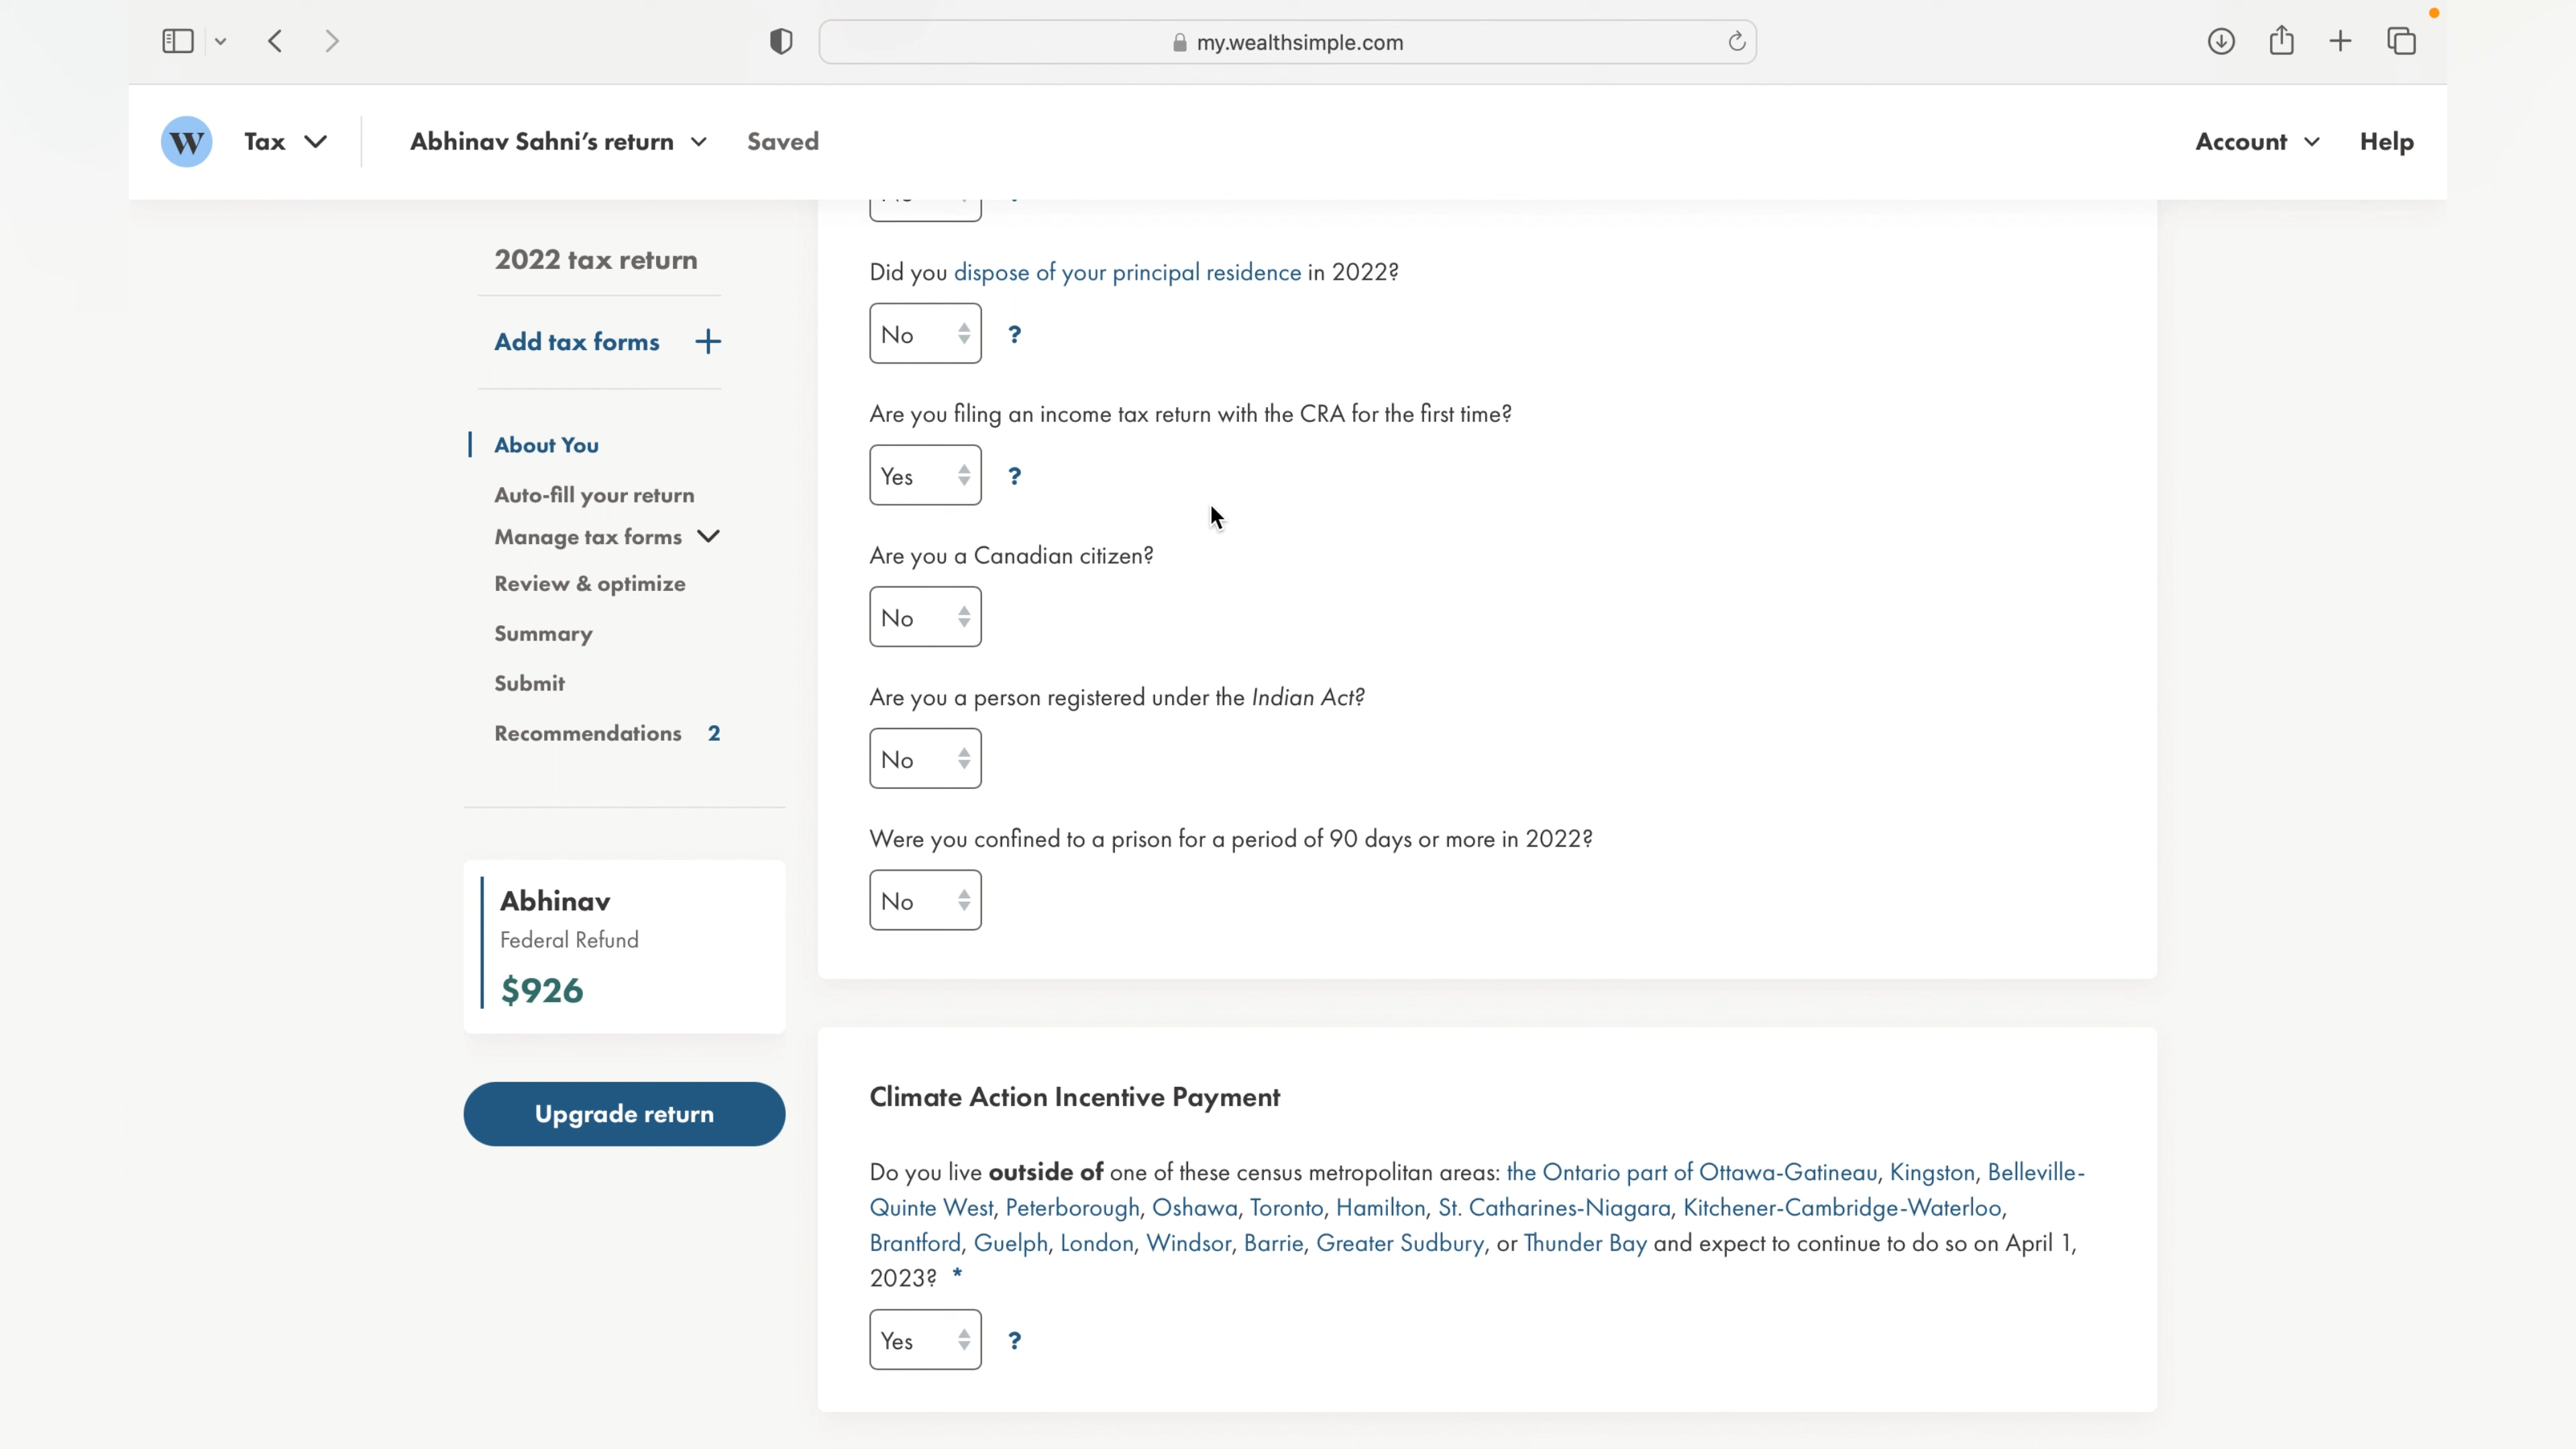 my.wealthsimple.com
W Tax Abhinav Sahni’s return Saved Account Help
2022 tax return
Add tax forms +
About You
Auto-fill your return
Manage tax forms
Review & optimize
Summary
Submit
Recommendations 2
Abhinav
Federal Refund
$926
Upgrade return
Did you dispose of your principal residence in 2022?
No ?
Are you filing an income tax return with the CRA for the first time?
Yes ?
Are you a Canadian citizen?
No
Are you a person registered under the Indian Act?
No
Were you confined to a prison for a period of 90 days or more in 2022?
No
Climate Action Incentive Payment
Do you live outside of one of these census metropolitan areas: the Ontario part of Ottawa-Gatineau, Kingston, Belleville-
Quinte West, Peterborough, Oshawa, Toronto, Hamilton, St. Catharines-Niagara, Kitchener-Cambridge-Waterloo,
Brantford, Guelph, London, Windsor, Barrie, Greater Sudbury, or Thunder Bay and expect to continue to do so on April 1,
2023? *
Yes ?